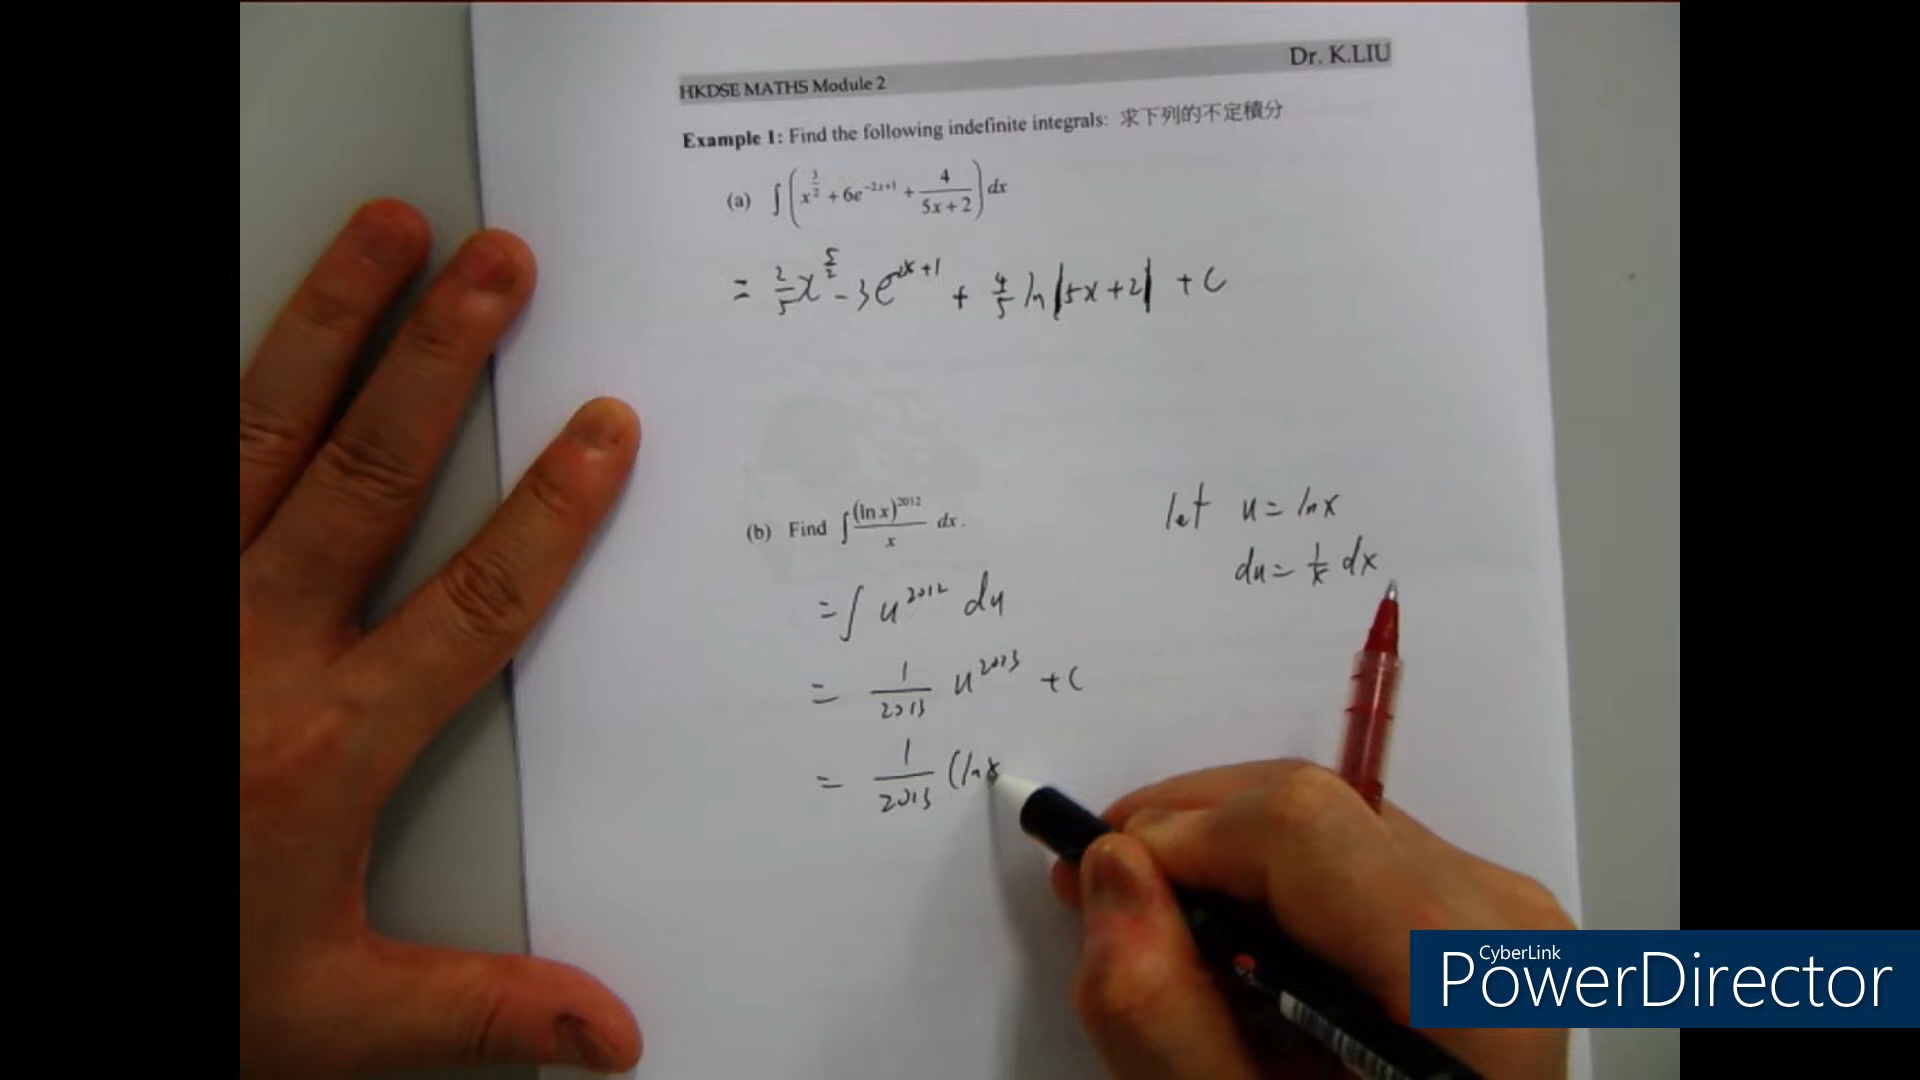 Dr. K.LIU
HKDSE MATHS Module 2
Example 1: Find the following indefinite integrals: 求下列的不定積分
(a) ∫ ( x^{3/2} + 6e^{-2x+1} + 4/(5x+2) ) dx
= 2/5 x^{5/2} - 3e^{-2x+1} + 4/5 ln|5x+2| + C
(b) Find ∫ (ln x)^{2012}/x dx.
let u = lnx
du = 1/x dx
= ∫ u^{2012} du
= 1/2013 u^{2013} + C
= 1/2013 (lnx
CyberLink
PowerDirector